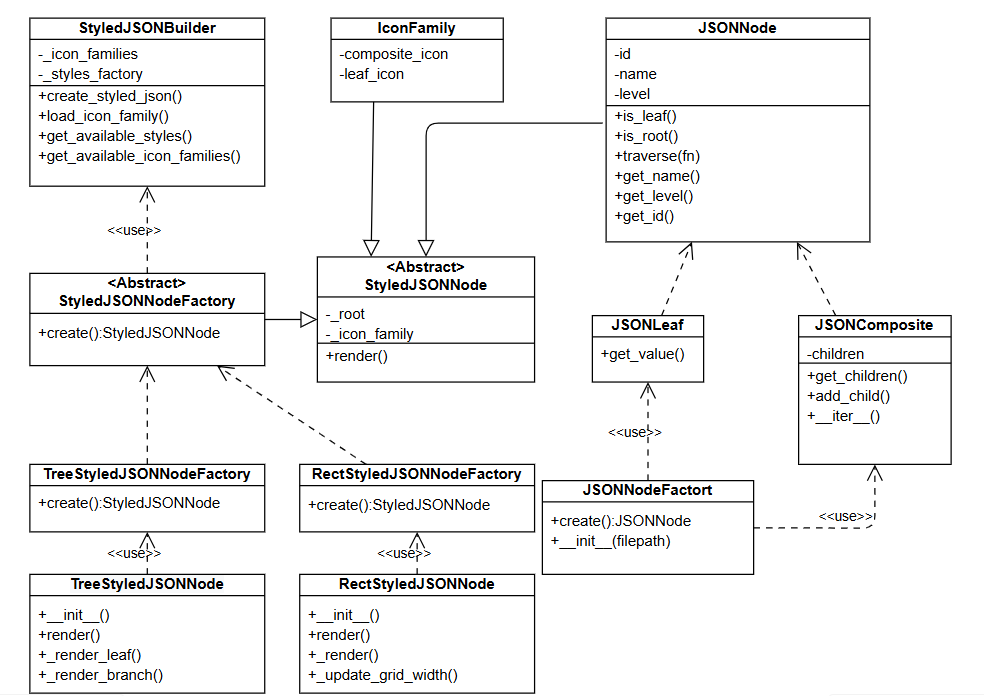 StyledJSONBuilder
-_icon_families
-_styles_factory
+create_styled_json()
+load_icon_family()
+get_available_styles()
+get_available_icon_families()
IconFamily
-composite_icon
-leaf_icon
JSONNode
-id
-name
-level
+is_leaf()
+is_root()
+traverse(fn)
+get_name()
+get_level()
+get_id()
<<use>>
<Abstract>
StyledJSONNodeFactory
+create():StyledJSONNode
<Abstract>
StyledJSONNode
-_root
-_icon_family
+render()
JSONLeaf
+get_value()
JSONComposite
-children
+get_children()
+add_child()
+__iter__()
<<use>>
TreeStyledJSONNodeFactory
+create():StyledJSONNode
RectStyledJSONNodeFactory
+create():StyledJSONNode
JSONNodeFactort
+create():JSONNode
+__init__(filepath)
<<use>>
<<use>>
<<use>>
TreeStyledJSONNode
+__init__()
+render()
+_render_leaf()
+_render_branch()
RectStyledJSONNode
+__init__()
+render()
+_render()
+_update_grid_width()